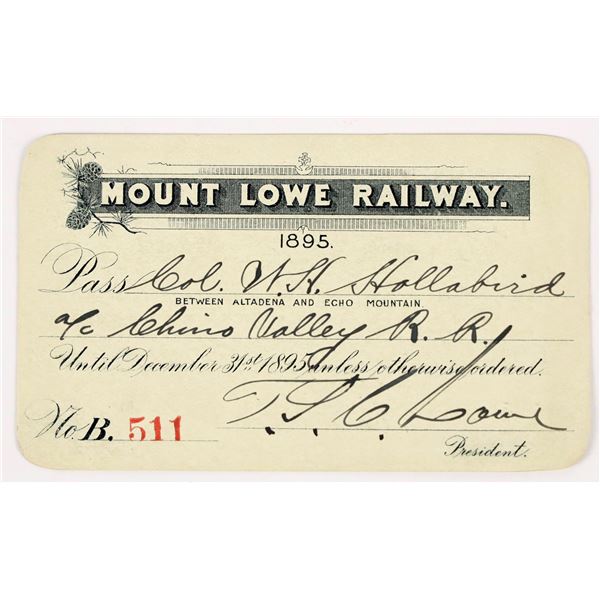 MOUNT LOWE RAILWAY.
1895.
Pass Col. W. H. Hollabird
BETWEEN ALTADENA AND ECHO MOUNTAIN
a/c Chino Valley R. R.
Until December 31st 1895 unless otherwise ordered.
T. S. C. Lowe
No. B. 511
President.